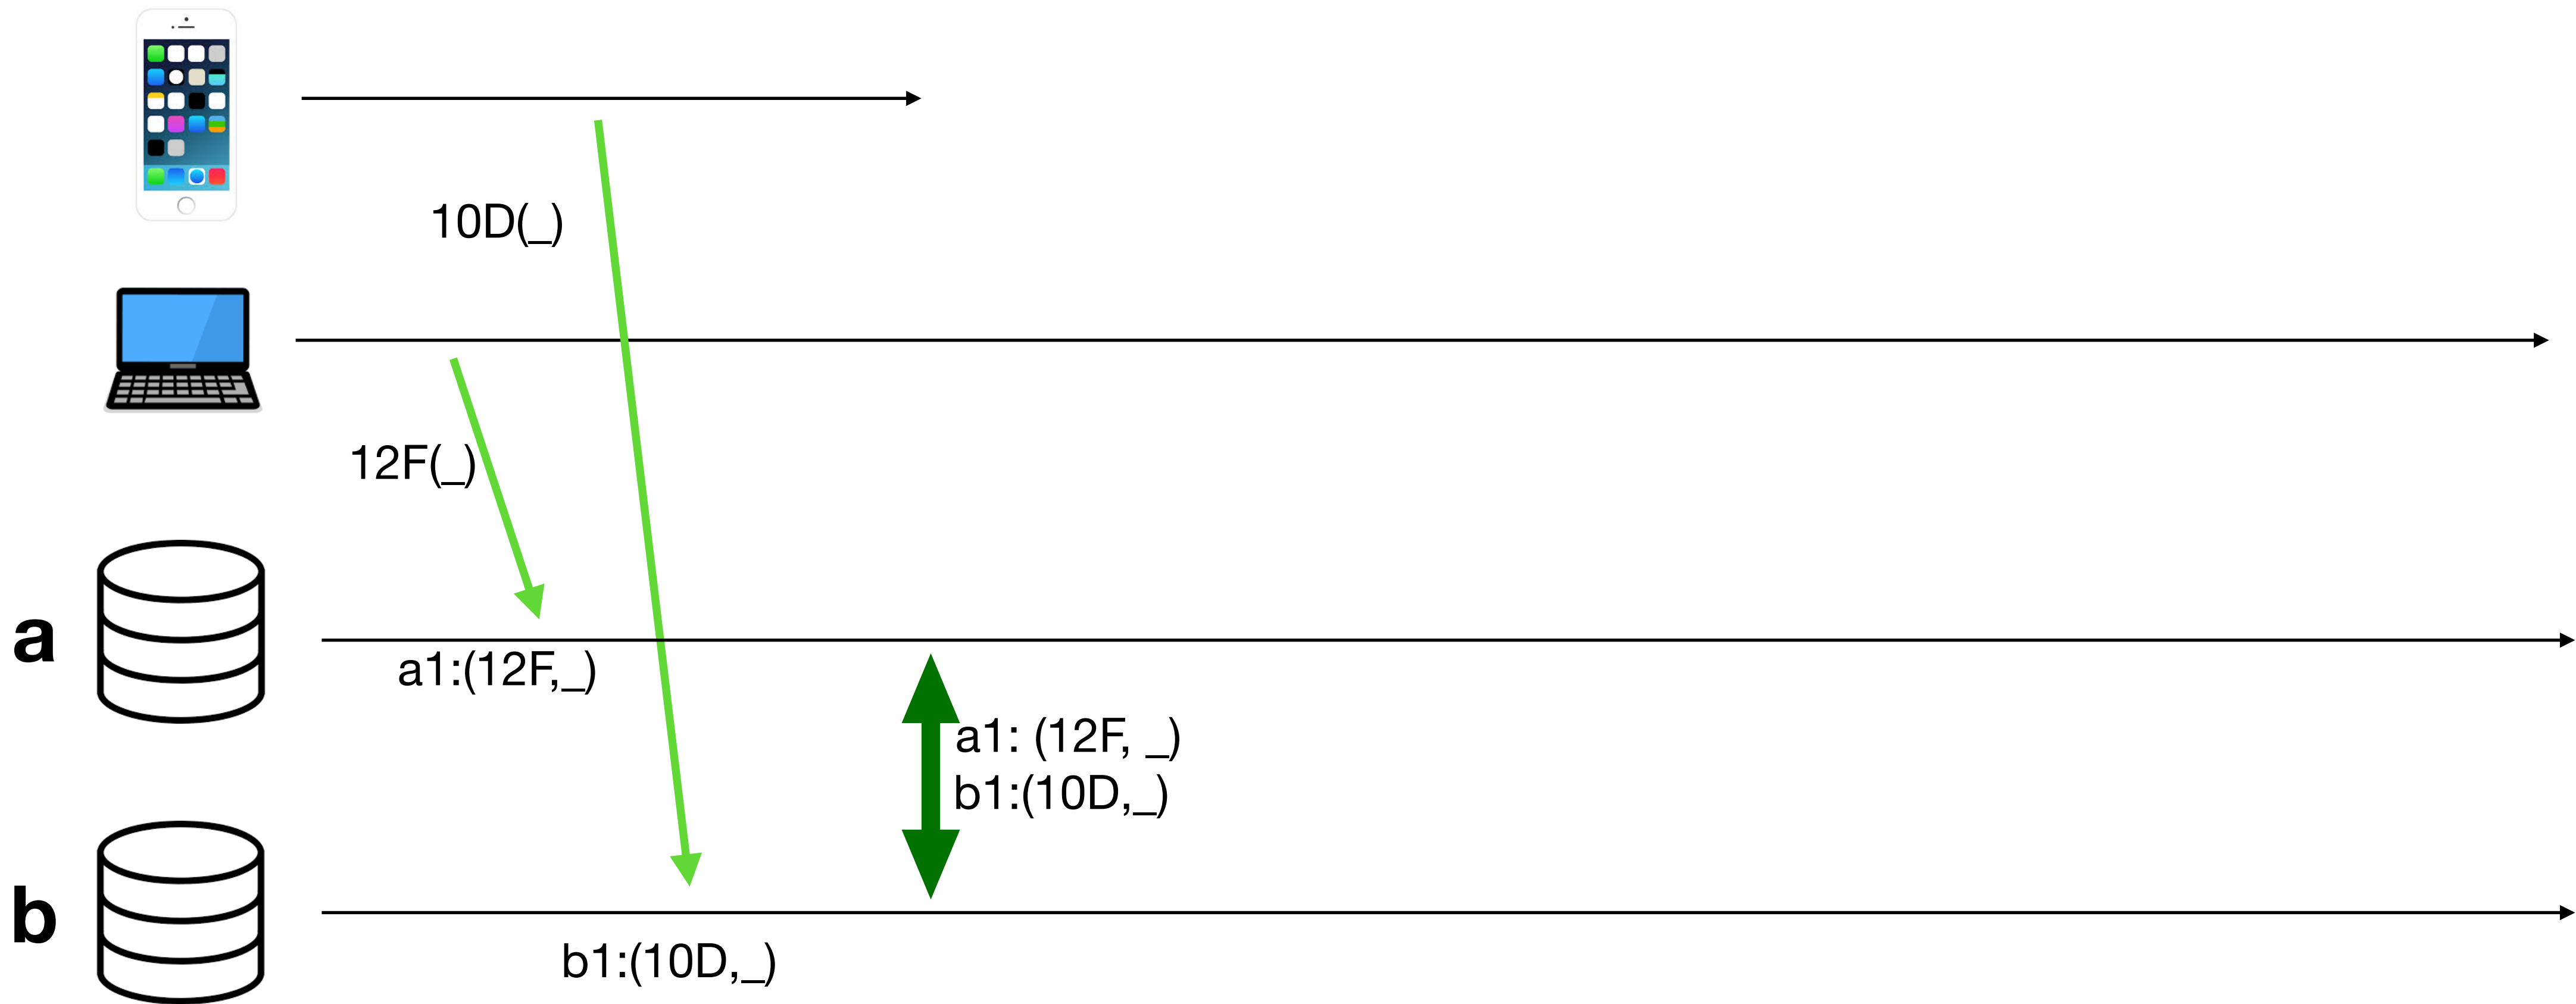 10D(_)
12F(_)
a
a1:(12F,_)
a1: (12F, _)
b1:(10D,_)
b
b1:(10D,_)